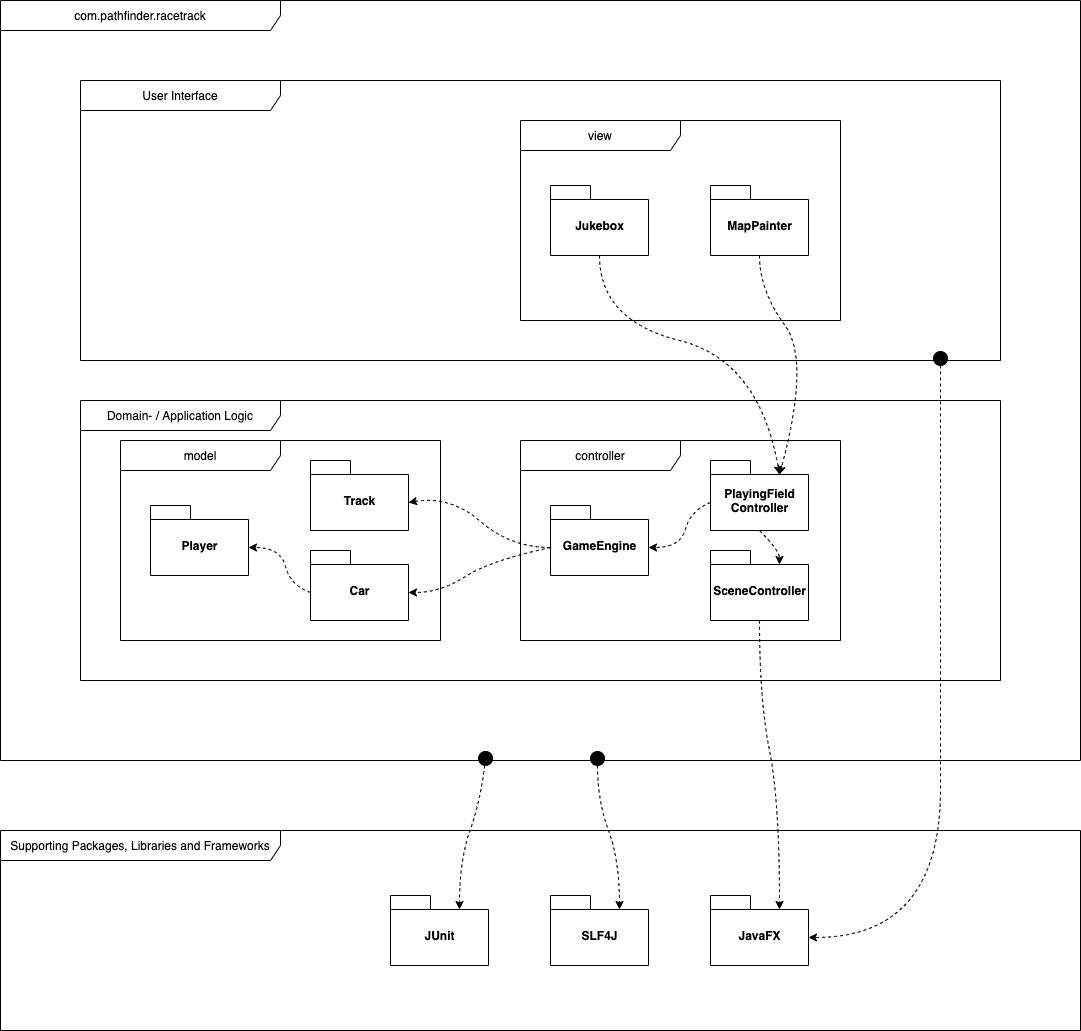 com.pathfinder.racetrack
User Interface
view
Jukebox
MapPainter
Domain- / Application Logic
model
controller
Track
PlayingField
Controller
Player
GameEngine
Car
SceneController
Supporting Packages, Libraries and Frameworks
JUnit
SLF4J
JavaFX